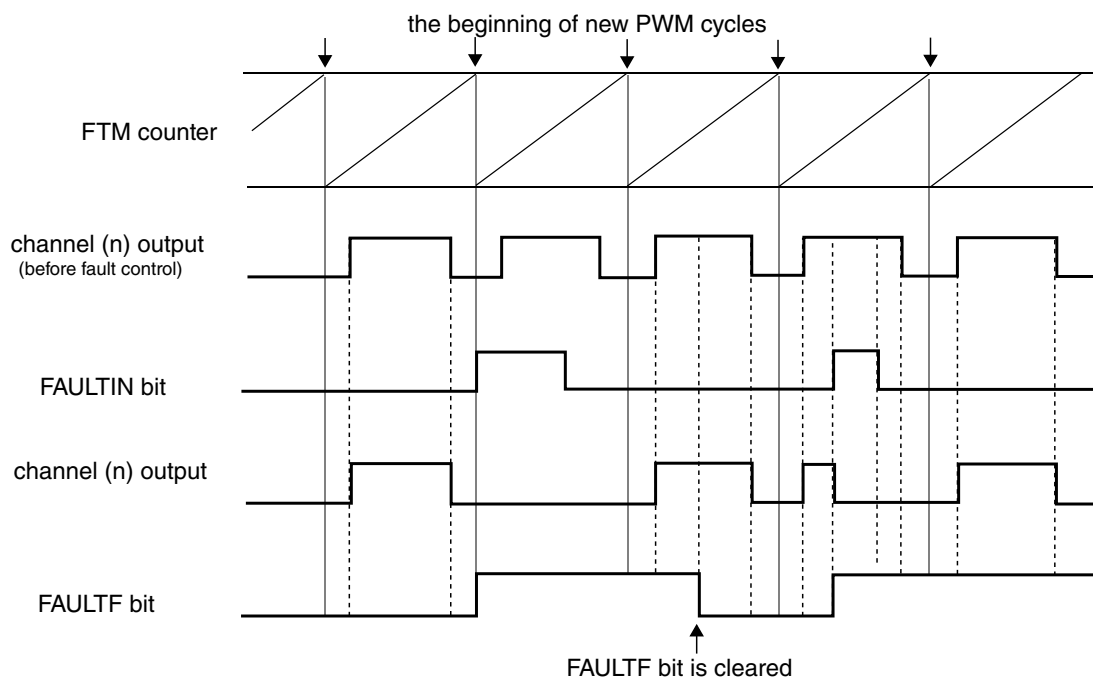 the beginning of new PWM cycles
FTM counter
channel (n) output
(before fault control)
FAULTIN bit
channel (n) output
FAULTF bit
FAULTF bit is cleared